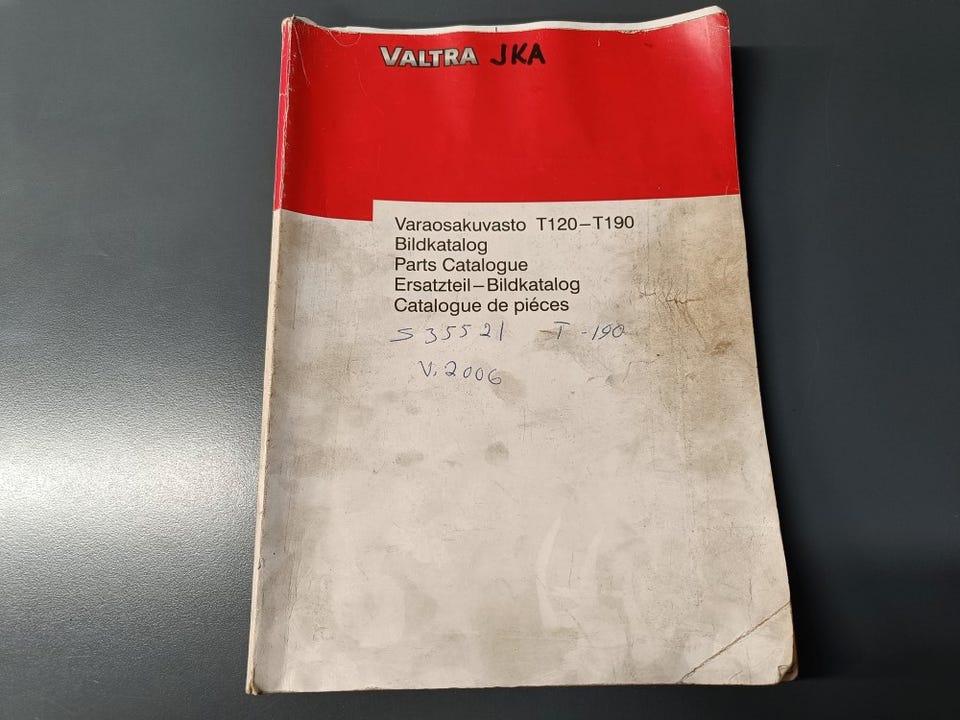 VALTRA JKA
Varaosakuvasto T120–T190
Bildkatalog
Parts Catalogue
Ersatzteil–Bildkatalog
Catalogue de piéces
S35521 T-190
V. 2006